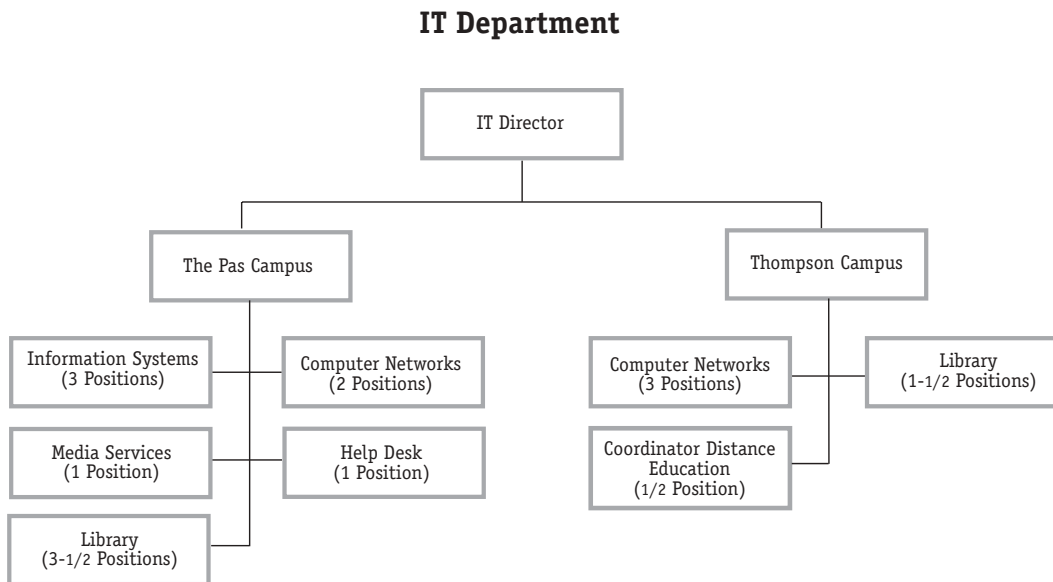 IT Department
IT Director
The Pas Campus
Thompson Campus
Information Systems
(3 Positions)
Computer Networks
(2 Positions)
Media Services
(1 Position)
Help Desk
(1 Position)
Library
(3-1/2 Positions)
Computer Networks
(3 Positions)
Library
(1-1/2 Positions)
Coordinator Distance
Education
(1/2 Position)